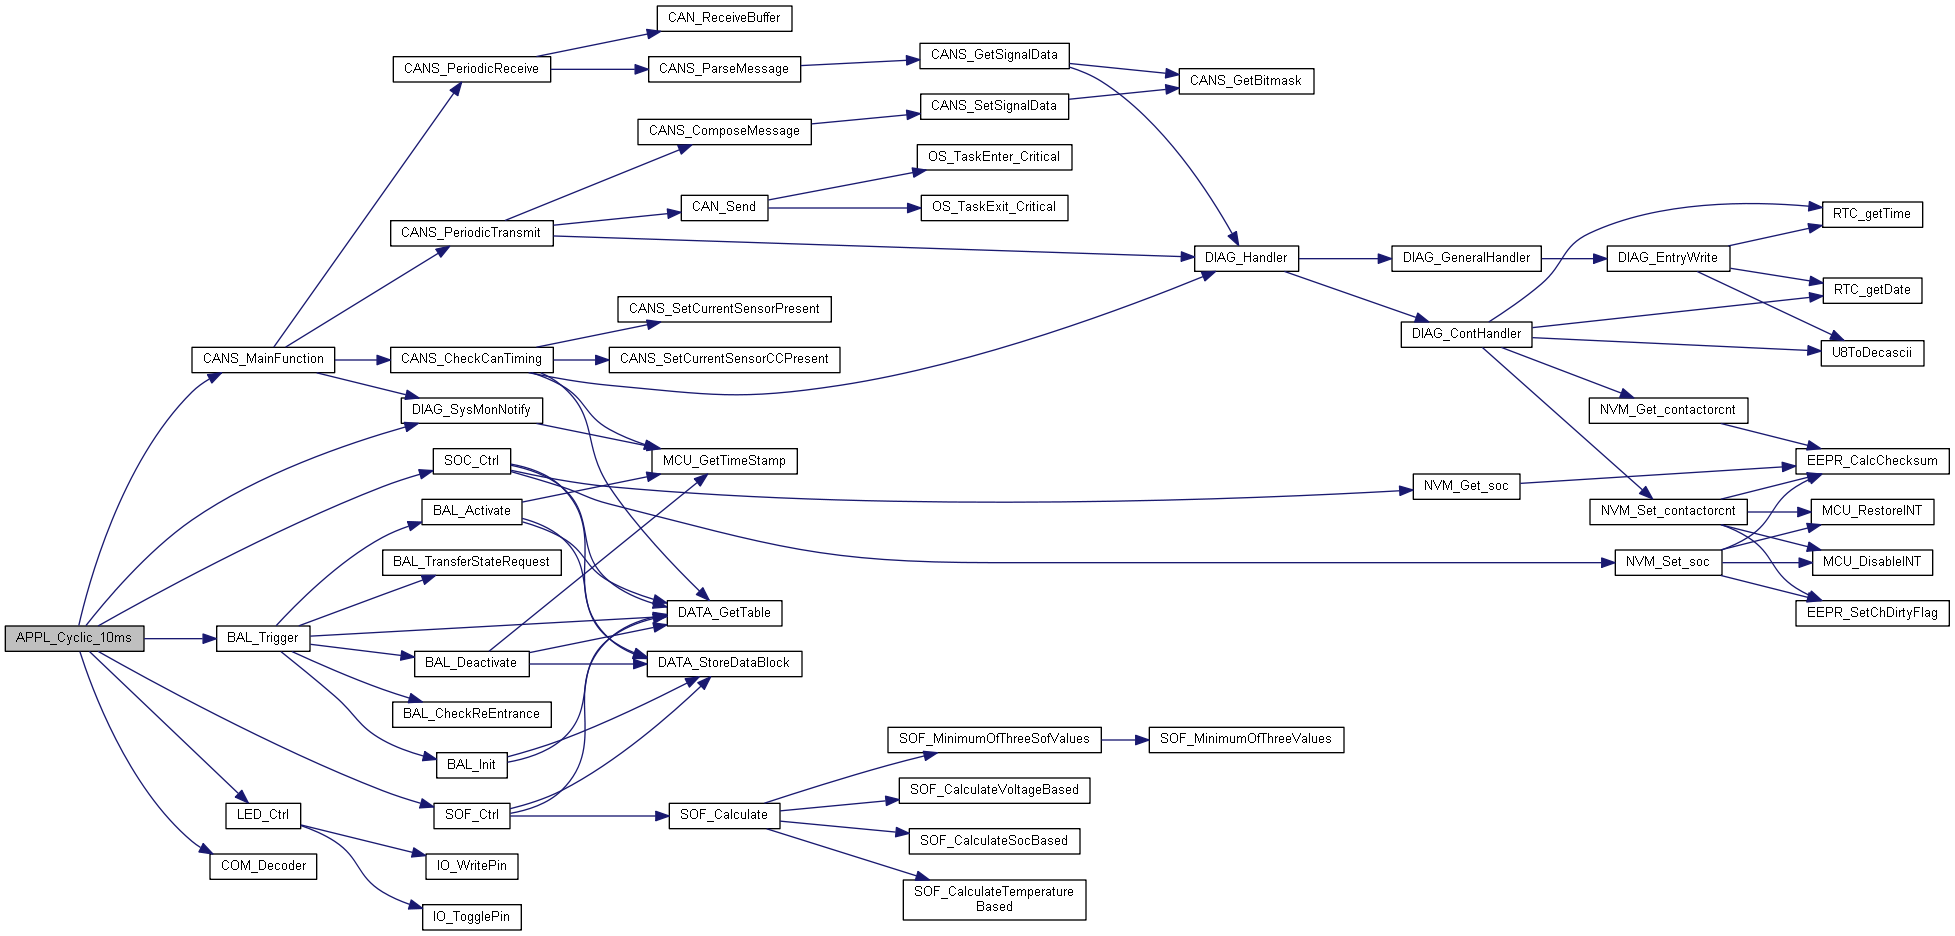 CAN_ReceiveBuffer
CANS_PeriodicReceive
CANS_ParseMessage
CANS_GetSignalData
CANS_GetBitmask
CANS_SetSignalData
CANS_ComposeMessage
OS_TaskEnter_Critical
CAN_Send
OS_TaskExit_Critical
RTC_getTime
CANS_PeriodicTransmit
DIAG_Handler
DIAG_GeneralHandler
DIAG_EntryWrite
RTC_getDate
CANS_SetCurrentSensorPresent
DIAG_ContHandler
CANS_MainFunction
CANS_CheckCanTiming
CANS_SetCurrentSensorCCPresent
U8ToDecascii
DIAG_SysMonNotify
NVM_Get_contactorcnt
SOC_Ctrl
MCU_GetTimeStamp
EEPR_CalcChecksum
NVM_Get_soc
BAL_Activate
NVM_Set_contactorcnt
MCU_RestoreINT
BAL_TransferStateRequest
NVM_Set_soc
MCU_DisableINT
DATA_GetTable
EEPR_SetChDirtyFlag
APPL_Cyclic_10ms
BAL_Trigger
BAL_Deactivate
DATA_StoreDataBlock
BAL_CheckReEntrance
SOF_MinimumOfThreeSofValues
SOF_MinimumOfThreeValues
BAL_Init
SOF_CalculateVoltageBased
LED_Ctrl
SOF_Ctrl
SOF_Calculate
SOF_CalculateSocBased
COM_Decoder
IO_WritePin
SOF_CalculateTemperature
Based
IO_TogglePin